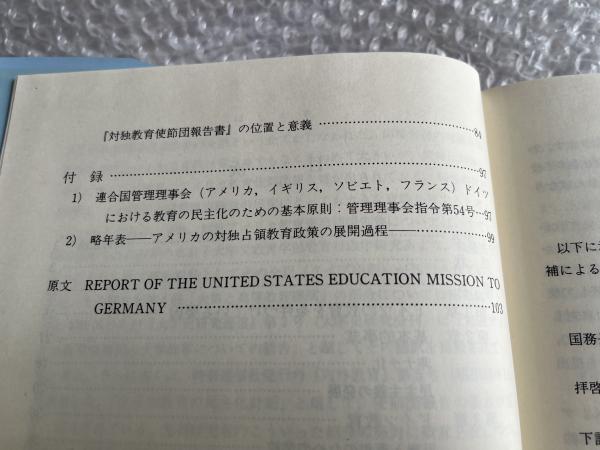 『対独教育使節団報告書』の位置と意義 ……………………………84
付　録 ……………………………………………………………………97
1)　連合国管理理事会（アメリカ，イギリス，ソビエト，フランス）ドイツ
における教育の民主化のための基本原則：管理理事会指令第54号…97
2)　略年表——アメリカの対独占領教育政策の展開過程——………………99
原文　REPORT OF THE UNITED STATES EDUCATION MISSION TO
GERMANY ……………………………………………………………103
以下に
補による
国務
拝啓
下記